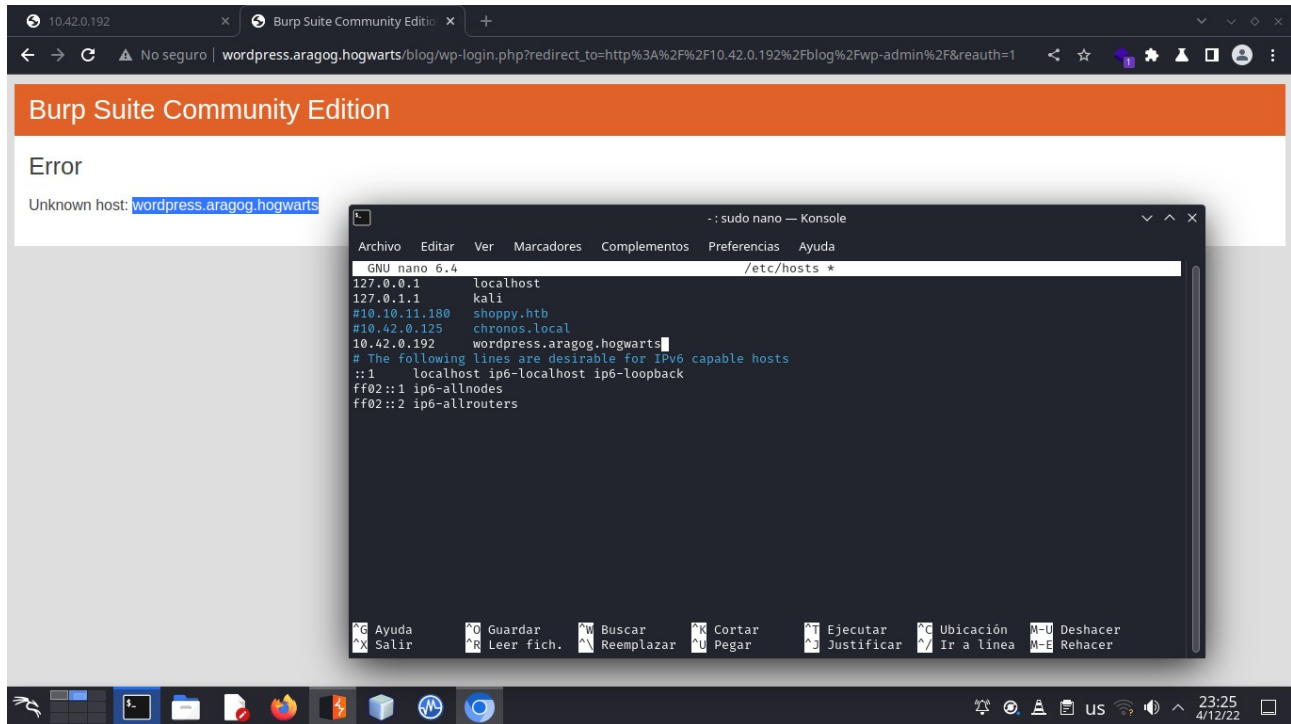 10.42.0.192
Burp Suite Community Editio
No seguro | wordpress.aragog.hogwarts/blog/wp-login.php?redirect_to=http%3A%2F%2F10.42.0.192%2Fblog%2Fwp-admin%2F&reauth=1
1
Burp Suite Community Edition
Error
Unknown host: wordpress.aragog.hogwarts
- : sudo nano — Konsole
Archivo Editar Ver Marcadores Complementos Preferencias Ayuda
GNU nano 6.4 /etc/hosts *
127.0.0.1 localhost
127.0.1.1 kali
#10.10.11.180 shoppy.htb
#10.42.0.125 chronos.local
10.42.0.192 wordpress.aragog.hogwarts
# The following lines are desirable for IPv6 capable hosts
::1 localhost ip6-localhost ip6-loopback
ff02::1 ip6-allnodes
ff02::2 ip6-allrouters
^G Ayuda ^O Guardar ^W Buscar ^K Cortar ^T Ejecutar ^C Ubicación M-U Deshacer
^X Salir ^R Leer fich. ^\ Reemplazar ^U Pegar ^J Justificar ^/ Ir a línea M-E Rehacer
US 23:25
4/12/22